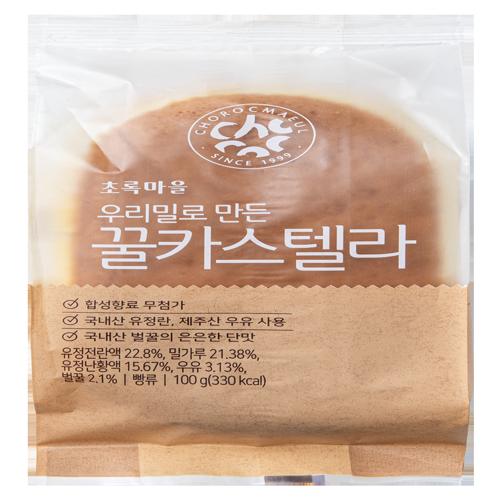 CHOROCMAEUL
choc
SINCE 1999
초록마을
우리밀로 만든
꿀카스텔라
합성향료 무첨가
국내산 유정란, 제주산 우유 사용
국내산 벌꿀의 은은한 단맛
유정전란액 22.8%, 밀가루 21.38%,
유정난황액 15.67%, 우유 3.13%,
벌꿀 2.1% | 빵류 | 100 g(330 kcal)